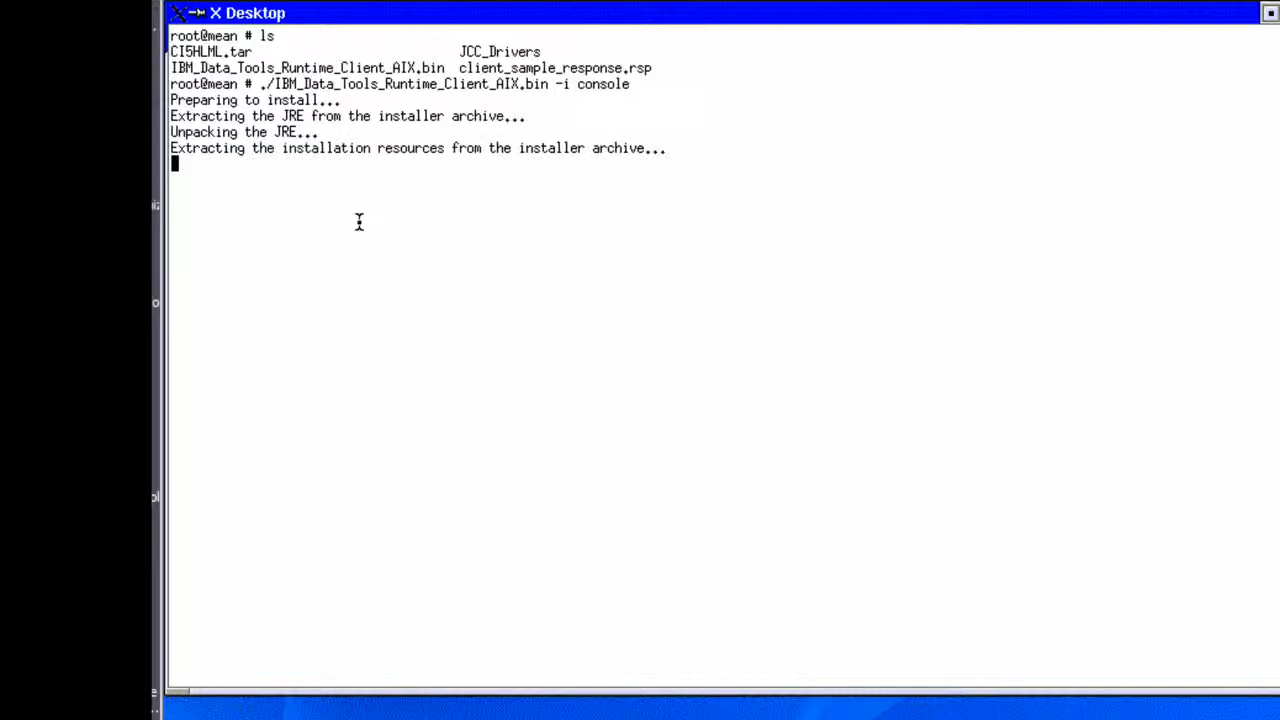 X Desktop
root@mean # ls
CI5HLML.tar JCC_Drivers
IBM_Data_Tools_Runtime_Client_AIX.bin client_sample_response.rsp
root@mean # ./IBM_Data_Tools_Runtime_Client_AIX.bin -i console
Preparing to install...
Extracting the JRE from the installer archive...
Unpacking the JRE...
Extracting the installation resources from the installer archive...